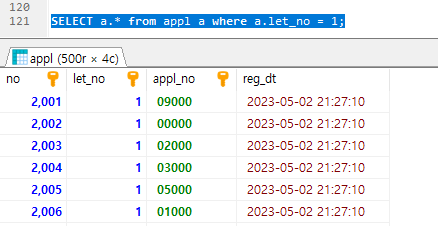 120
121 SELECT a.* from appl a where a.let_no = 1;
appl (500r × 4c)
no let_no appl_no reg_dt
2,001 1 09000 2023-05-02 21:27:10
2,002 1 00000 2023-05-02 21:27:10
2,003 1 02000 2023-05-02 21:27:10
2,004 1 03000 2023-05-02 21:27:10
2,005 1 05000 2023-05-02 21:27:10
2,006 1 01000 2023-05-02 21:27:10